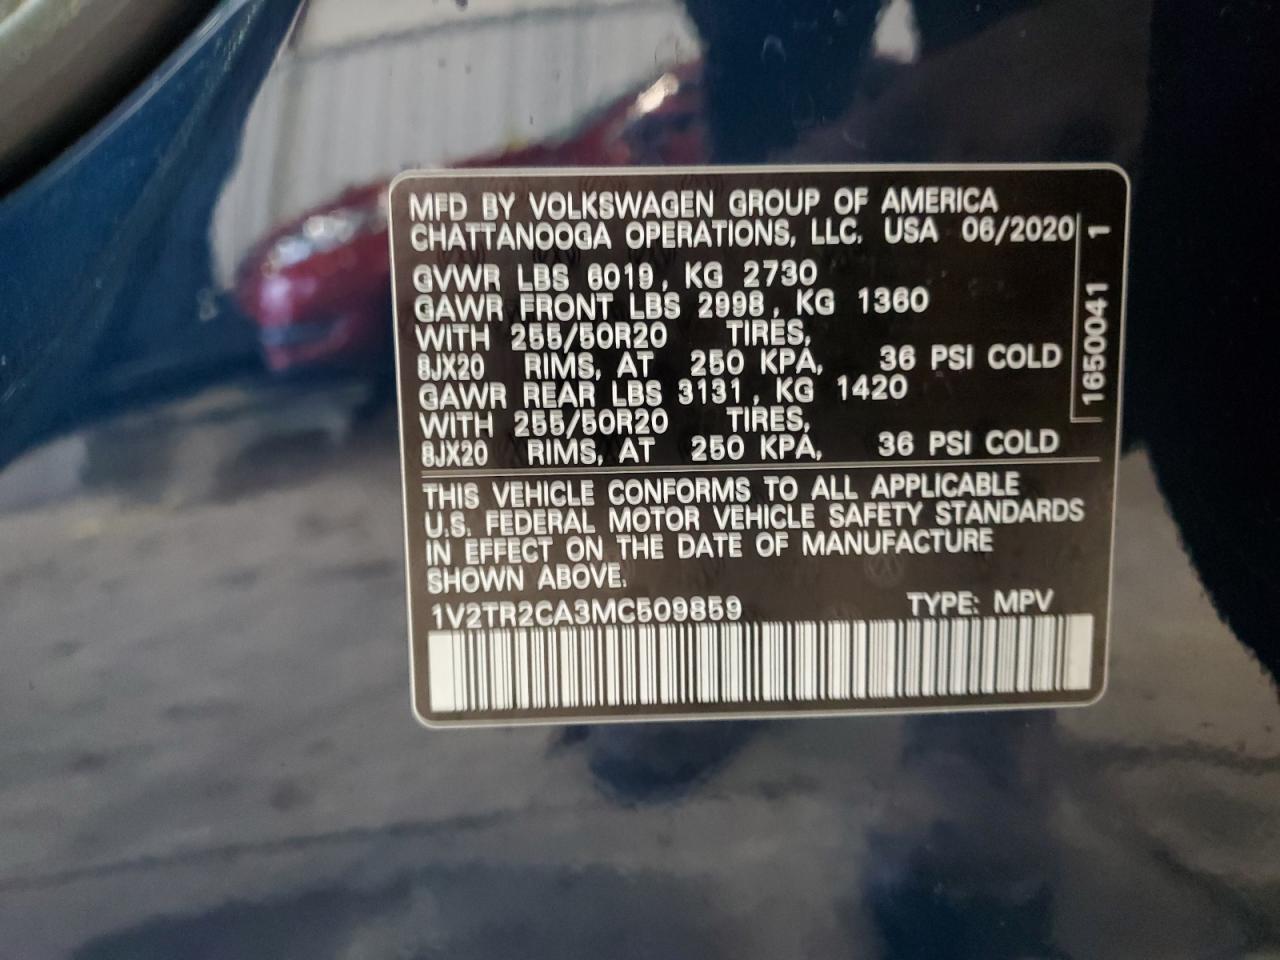 MFD BY VOLKSWAGEN GROUP OF AMERICA
CHATTANOOGA OPERATIONS, LLC. USA 06/2020
GVWR LBS 6019, KG 2730
GAWR FRONT LBS 2998, KG 1360
WITH 255/50R20 TIRES,
8JX20 RIMS, AT 250 KPA, 36 PSI COLD
GAWR REAR LBS 3131, KG 1420
WITH 255/50R20 TIRES,
8JX20 RIMS, AT 250 KPA, 36 PSI COLD
1650041 1
THIS VEHICLE CONFORMS TO ALL APPLICABLE
U.S. FEDERAL MOTOR VEHICLE SAFETY STANDARDS
IN EFFECT ON THE DATE OF MANUFACTURE
SHOWN ABOVE.
1V2TR2CA3MC509859 TYPE: MPV